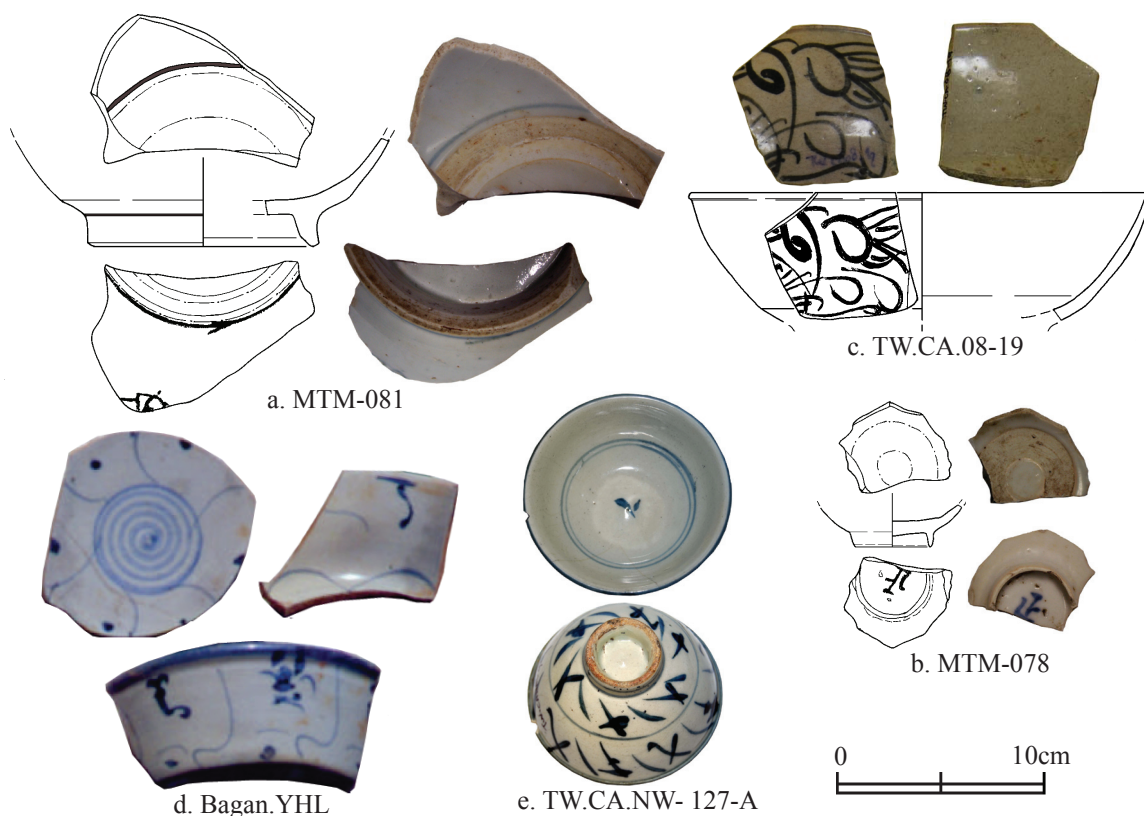 a. MTM-081
c. TW.CA.08-19
b. MTM-078
d. Bagan.YHL
e. TW.CA.NW- 127-A
0 10cm